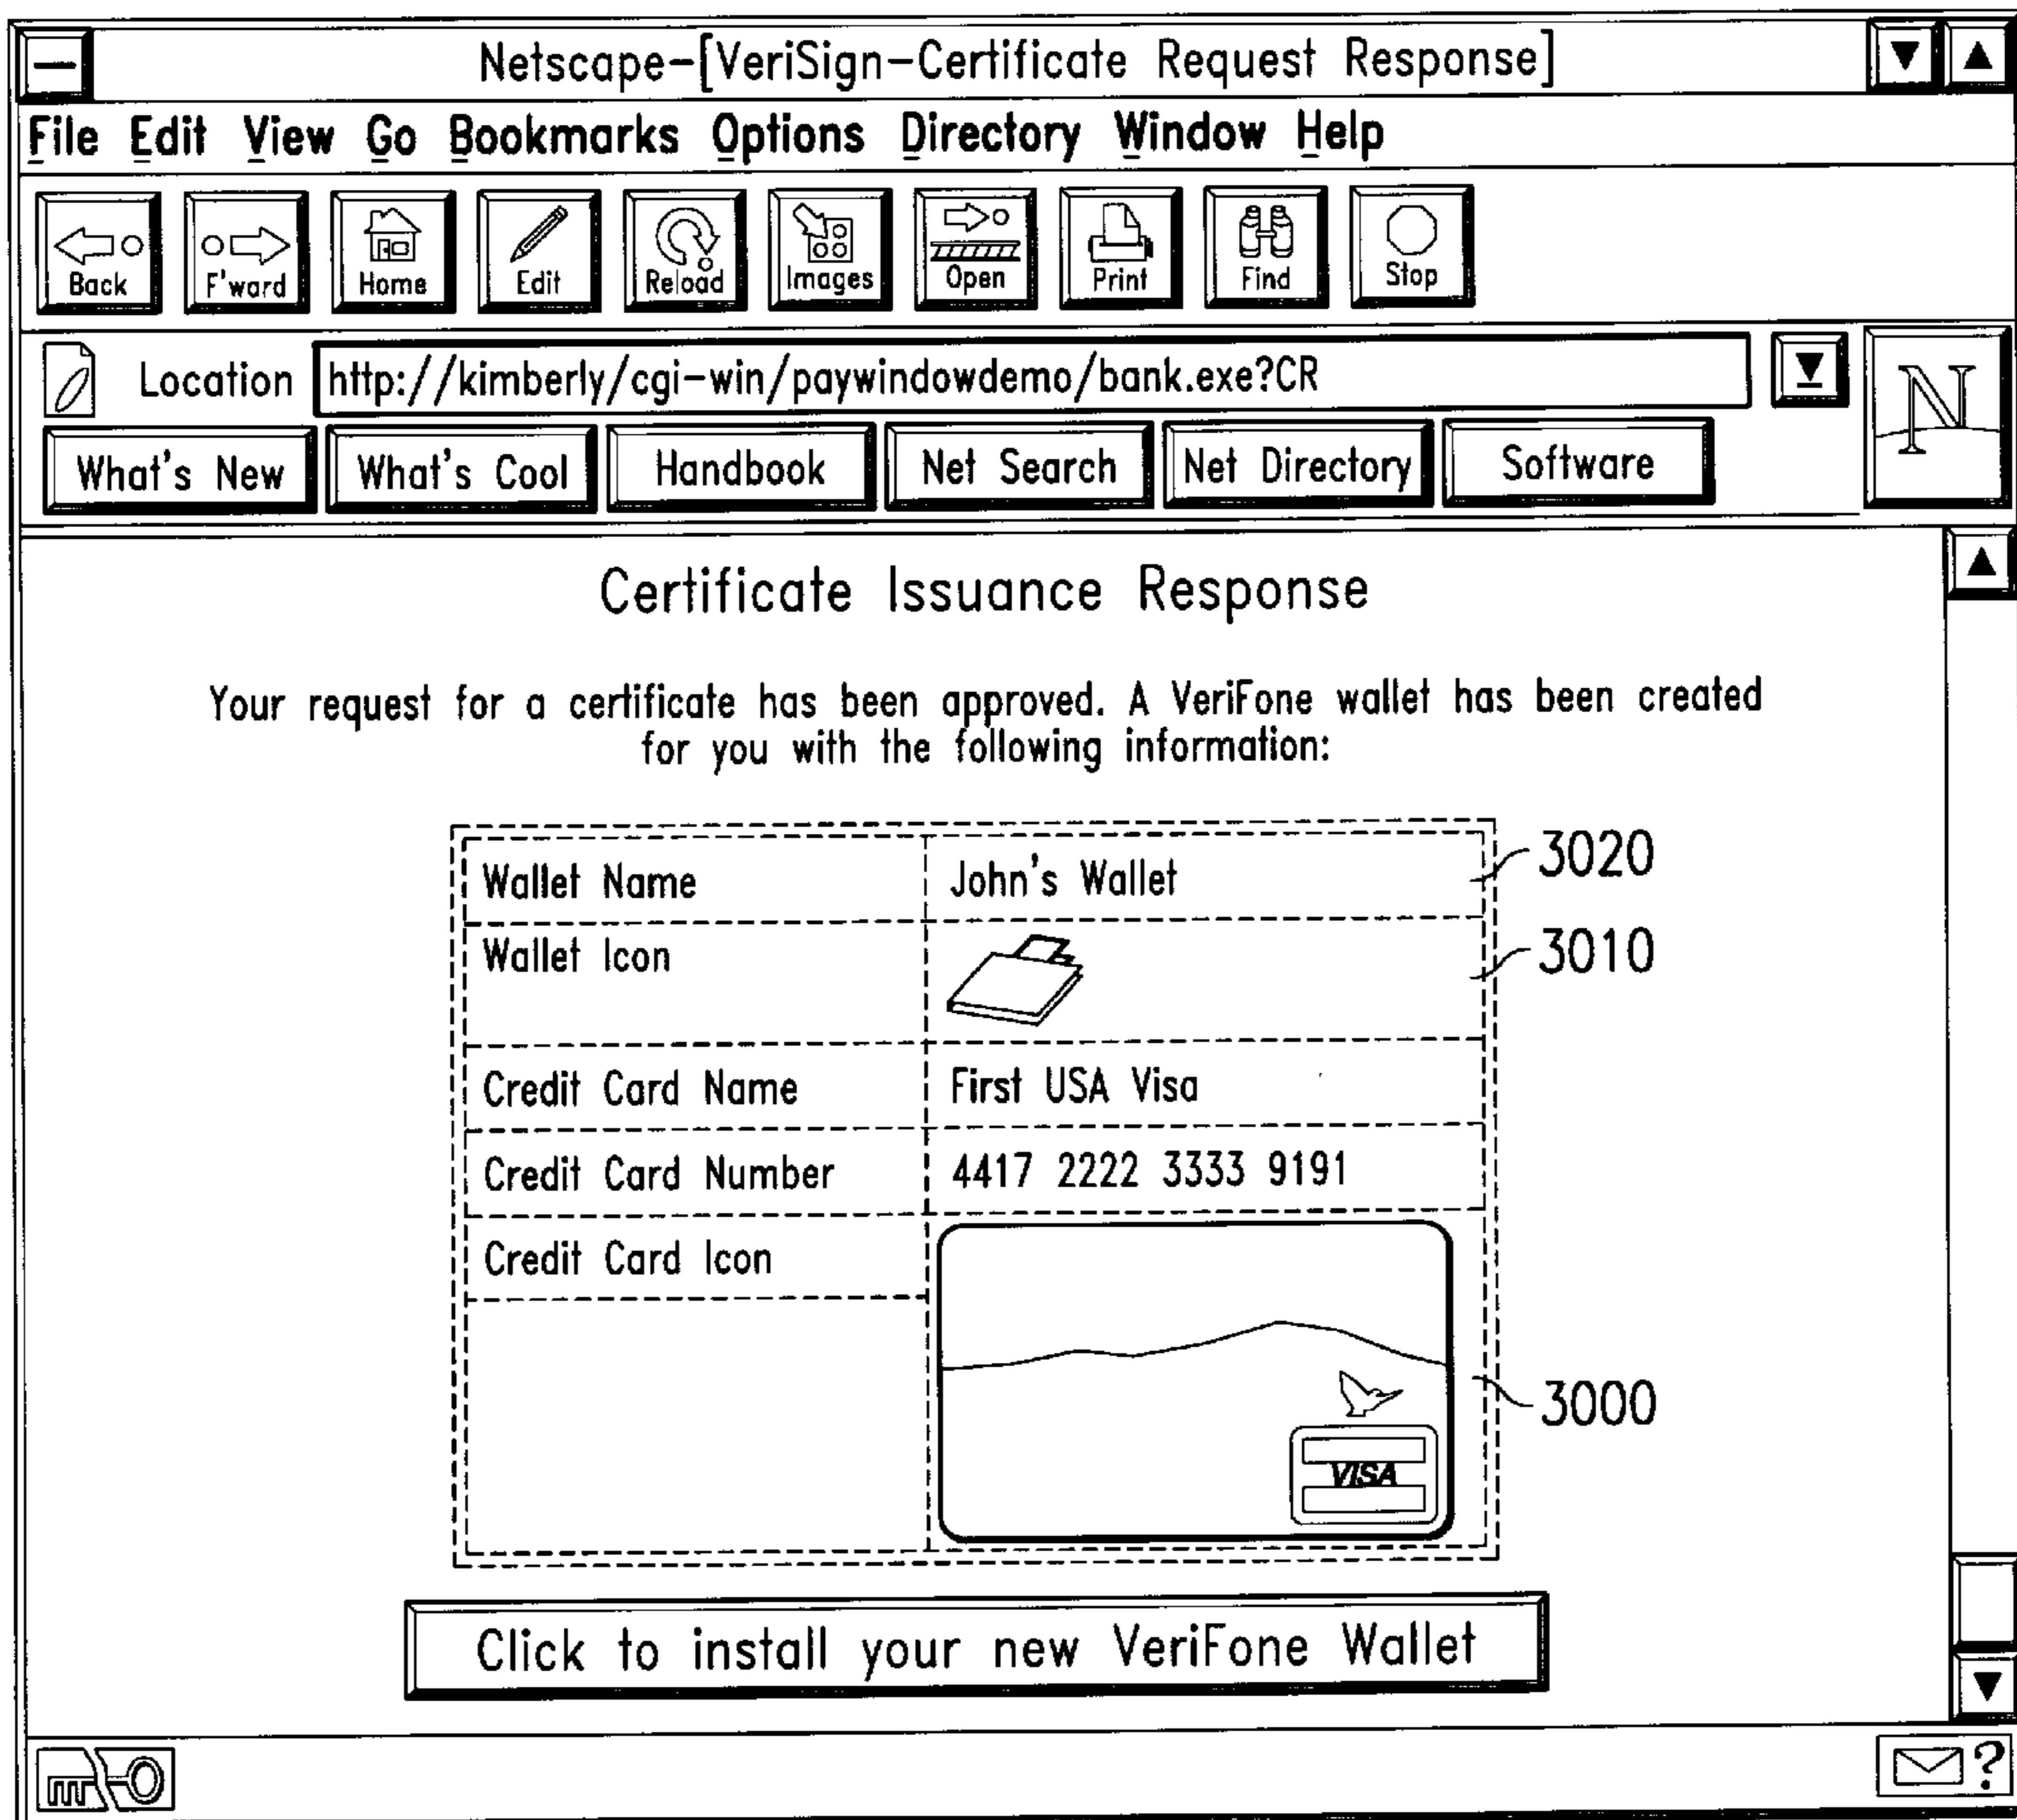 Netscape-[VeriSign-Certificate Request Response]
File Edit View Go Bookmarks Options Directory Window Help
Back F'ward Home Edit Reload Images Open Print Find Stop
Location http://kimberly/cgi-win/paywindowdemo/bank.exe?CR
N
What's New What's Cool Handbook Net Search Net Directory Software
Certificate Issuance Response
Your request for a certificate has been approved. A VeriFone wallet has been created
for you with the following information:
Wallet Name John's Wallet 3020
Wallet Icon 3010
Credit Card Name First USA Visa
Credit Card Number 4417 2222 3333 9191
Credit Card Icon
3000
VISA
Click to install your new VeriFone Wallet
?